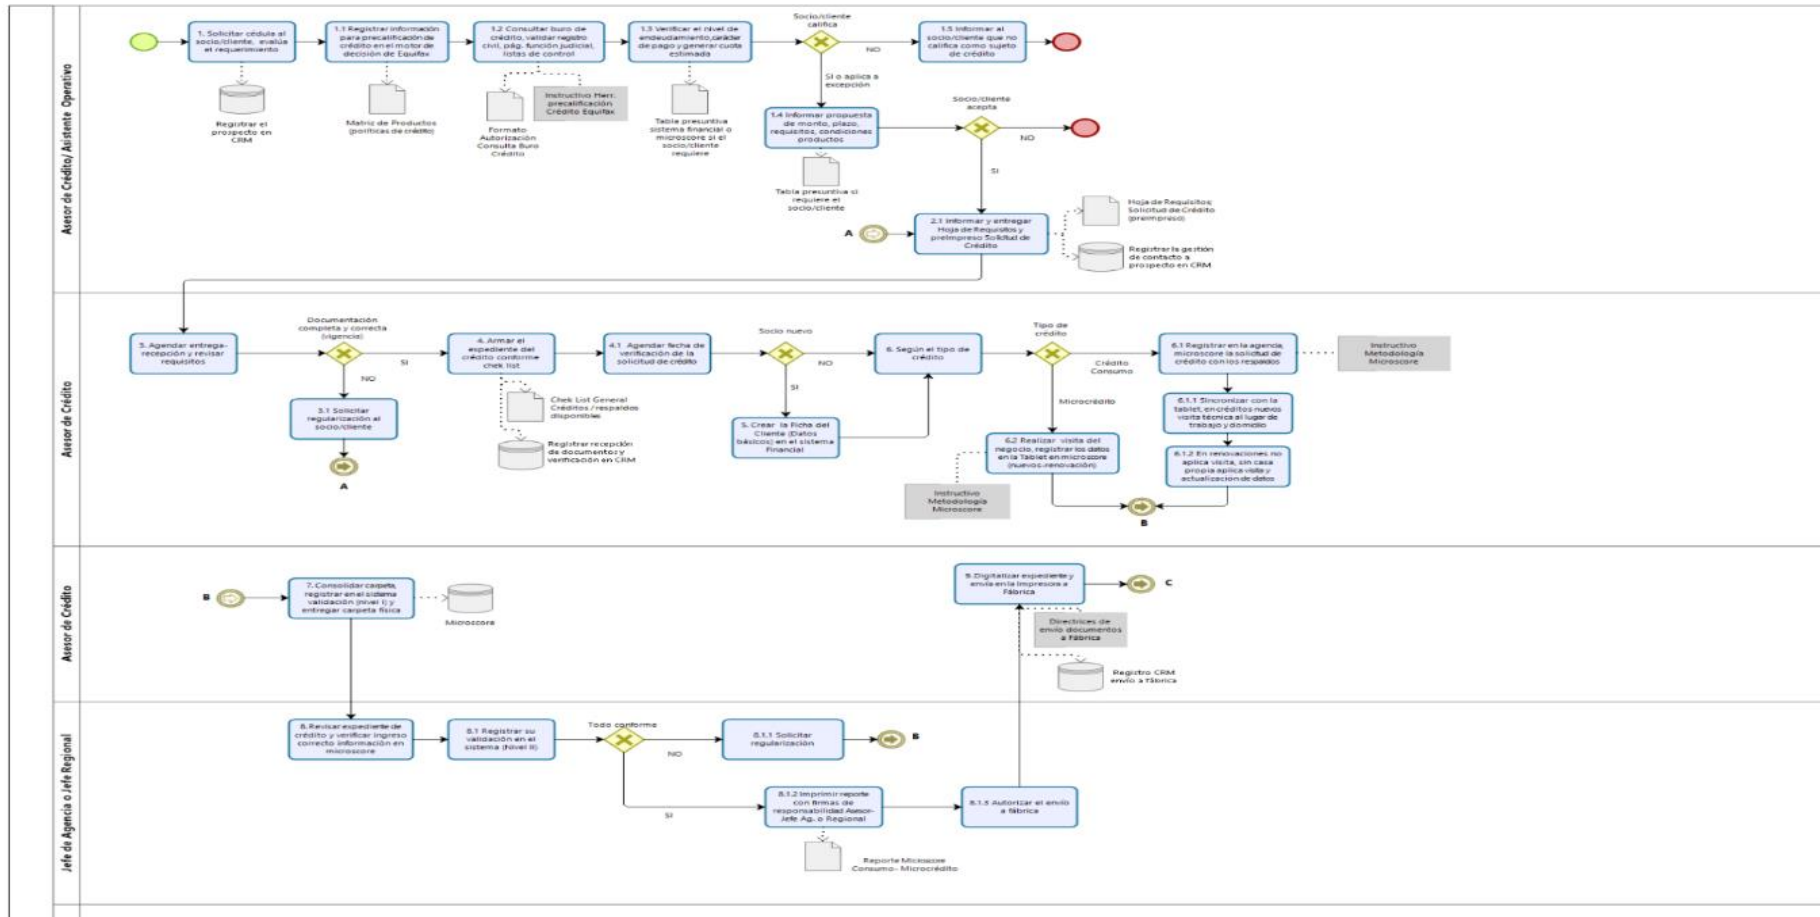 Asesor de Crédito/ Asistente Operativo
1. Solicitar cédula al
socio/cliente, evalúa
el requerimiento
Registrar el
prospecto en
CRM
1.1 Registrar información
para precalificación de
crédito en el motor de
decisión de Equifax
Matriz de Productos
(políticas de crédito)
1.2 Consultar buro de
crédito, validar registro
civil, pág. función judicial,
listas de control
Formato
Autorización
Consulta Buro
Crédito
Instructivo Herr.
precalificación
Crédito Equifax
1.3 Verificar el nivel de
endeudamiento,carácter
de pago y generar cuota
estimada
Tabla presuntiva
sistema financial o
microscore si el
socio/cliente
requiere
Socio/cliente
califica
NO
SI o aplica a
excepción
1.5 Informar al
socio/cliente que no
califica como sujeto
de crédito
1.4 Informar propuesta
de monto, plazo,
requisitos, condiciones
productos
Tabla presuntiva si
requiere el
socio/cliente
Socio/cliente
acepta
NO
SI
A
2.1 Informar y entregar
Hoja de Requisitos y
preimpreso Solicitud de
Crédito
Hoja de Requisitos;
Solicitud de Crédito
(preimpreso)
Registrar la gestión
de contacto a
prospecto en CRM
Asesor de Crédito
3. Agendar entrega-
recepción y revisar
requisitos
Documentación
completa y correcta
(vigencia)
SI
NO
3.1 Solicitar
regularización al
socio/cliente
A
4. Armar el
expediente del
crédito conforme
chek list
Chek List General
Créditos / respaldos
disponibles
Registrar recepción
de documentos y
verificación en CRM
4.1 Agendar fecha de
verificación de la
solicitud de crédito
Socio nuevo
NO
SI
5. Crear la Ficha del
Cliente (Datos
básicos) en el sistema
Financial
6. Según el tipo de
crédito
Tipo de
crédito
Crédito
Consumo
Microcrédito
6.1 Registrar en la agencia,
microscore la solicitud de
crédito con los respaldos
Instructivo
Metodología
Microscore
6.1.1 Sincronizar con la
tablet, en créditos nuevos
visita técnica al lugar de
trabajo y domicilio
6.1.2 En renovaciones no
aplica visita, sin casa
propia aplica visita y
actualización de datos
6.2 Realizar visita del
negocio, registrar los datos
en la Tablet en microscore
(nuevos-renovación)
Instructivo
Metodología
Microscore
B
Asesor de Crédito
B
7. Consolidar carpeta,
registrar en el sistema
validación (nivel I) y
entregar carpeta física
Microscore
9. Digitalizar expediente y
envía en la impresora a
Fábrica
C
Directrices de
envío documentos
a Fábrica
Registro CRM
envío a fábrica
Jefe de Agencia o Jefe Regional
8. Revisar expediente de
crédito y verificar ingreso
correcto información en
microscore
8.1 Registrar su
validación en el
sistema (Nivel II)
Todo conforme
NO
SI
8.1.1 Solicitar
regularización
B
8.1.2 Imprimir reporte
con firmas de
responsabilidad Asesor-
Jefe Ag. o Regional
Reporte Microscore
Consumo- Microcrédito
8.1.3 Autorizar el envío
a fábrica